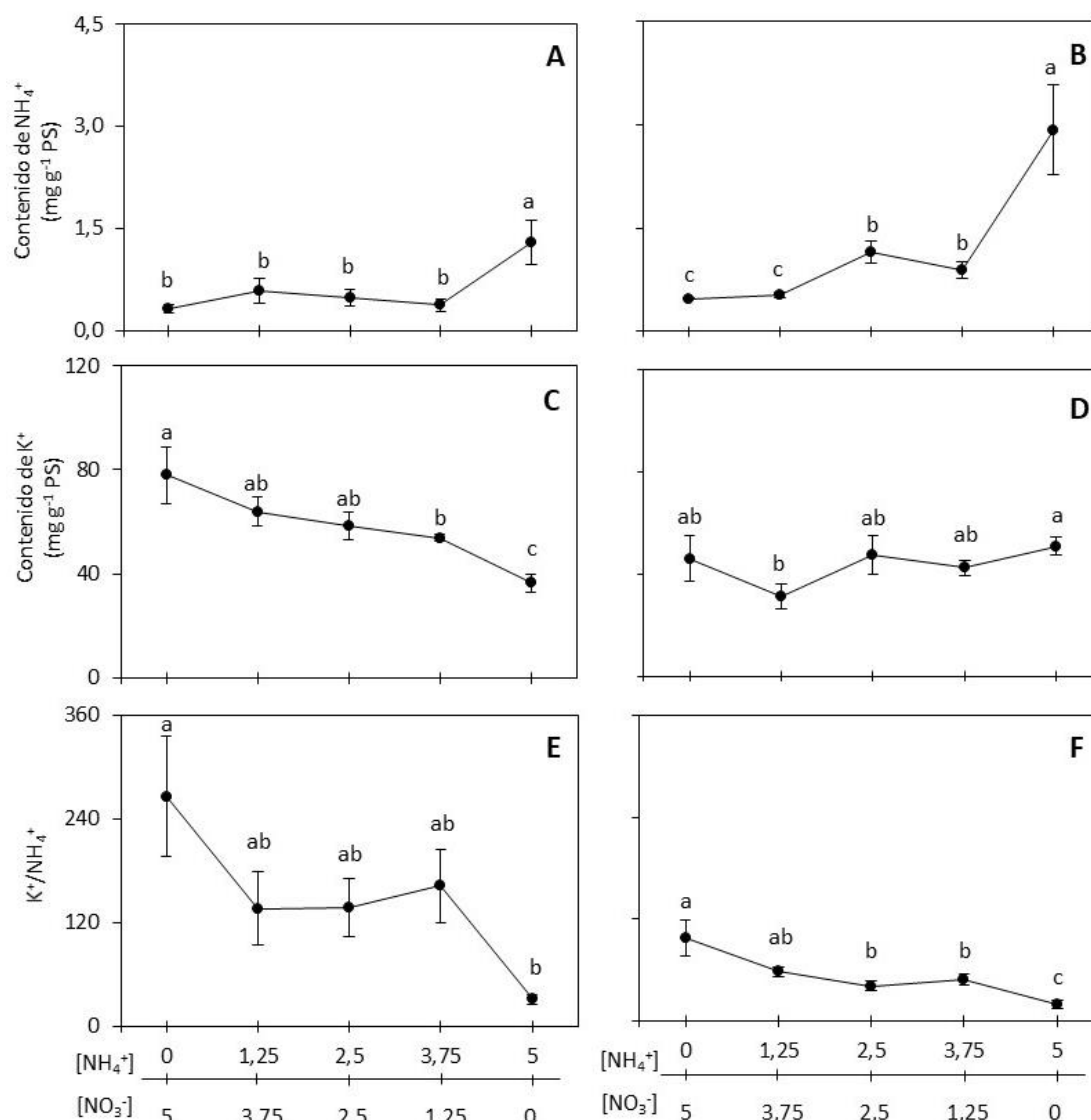 4,5
3,0
1,5
0,0
Contenido de NH₄⁺
(mg g⁻¹ PS)
A
b
b
b
b
a
B
c
c
b
b
a
120
80
40
0
Contenido de K⁺
(mg g⁻¹ PS)
C
a
ab
ab
b
c
D
ab
b
ab
ab
a
360
240
120
0
K⁺/NH₄⁺
E
a
ab
ab
ab
b
F
a
ab
b
b
c
[NH₄⁺] 0 1,25 2,5 3,75 5
[NO₃⁻] 5 3,75 2,5 1,25 0
[NH₄⁺] 0 1,25 2,5 3,75 5
[NO₃⁻] 5 3,75 2,5 1,25 0